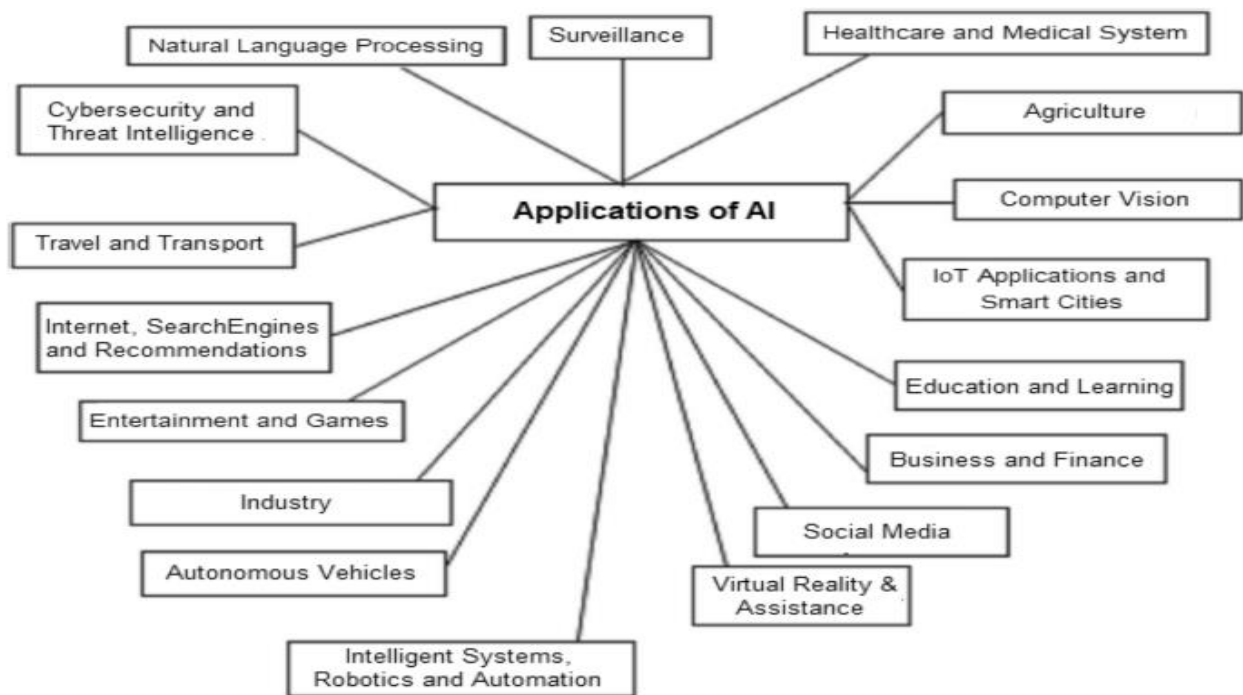 Natural Language Processing
Surveillance
Healthcare and Medical System
Cybersecurity and
Threat Intelligence .
Agriculture
Applications of AI
Computer Vision
Travel and Transport
IoT Applications and
Smart Cities
Internet, SearchEngines
and Recommendations
Education and Learning
Entertainment and Games
Business and Finance
Industry
Social Media
Autonomous Vehicles
Virtual Reality &
Assistance
Intelligent Systems,
Robotics and Automation